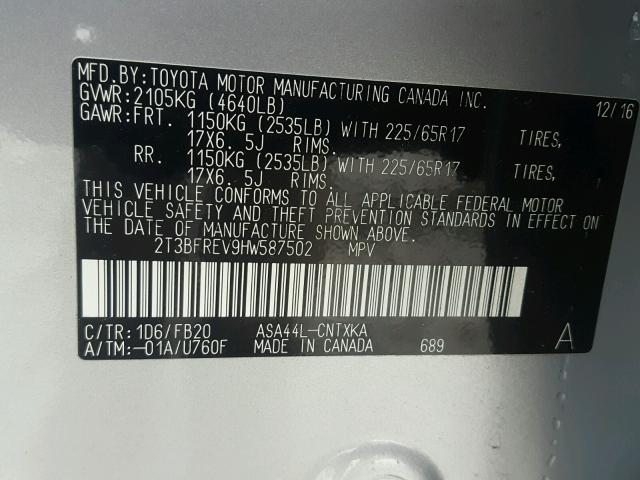 MFD. BY: TOYOTA MOTOR MANUFACTURING CANADA INC.
GVWR: 2105KG (4640LB) 12/16
GAWR: FRT. 1150KG (2535LB) WITH 225/65R17 TIRES,
17X6. 5J RIMS.
RR. 1150KG (2535LB) WITH 225/65R17 TIRES,
17X6. 5J RIMS.
THIS VEHICLE CONFORMS TO ALL APPLICABLE FEDERAL MOTOR
VEHICLE SAFETY AND THEFT PREVENTION STANDARDS IN EFFECT ON
THE DATE OF MANUFACTURE SHOWN ABOVE.
2T3BFREV9HW587502 MPV
C/TR: 1D6/FB20 ASA44L-CNTXKA A
A/TM:-01A/U760F MADE IN CANADA 689